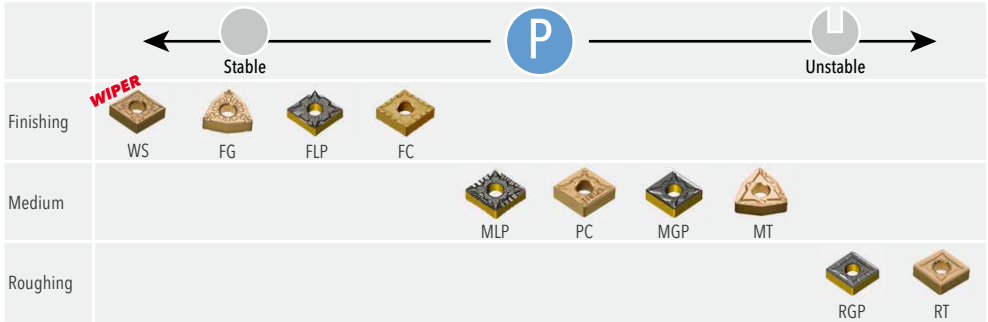 P
Stable Unstable
WIPER
Finishing
WS FG FLP FC
Medium
MLP PC MGP MT
Roughing
RGP RT